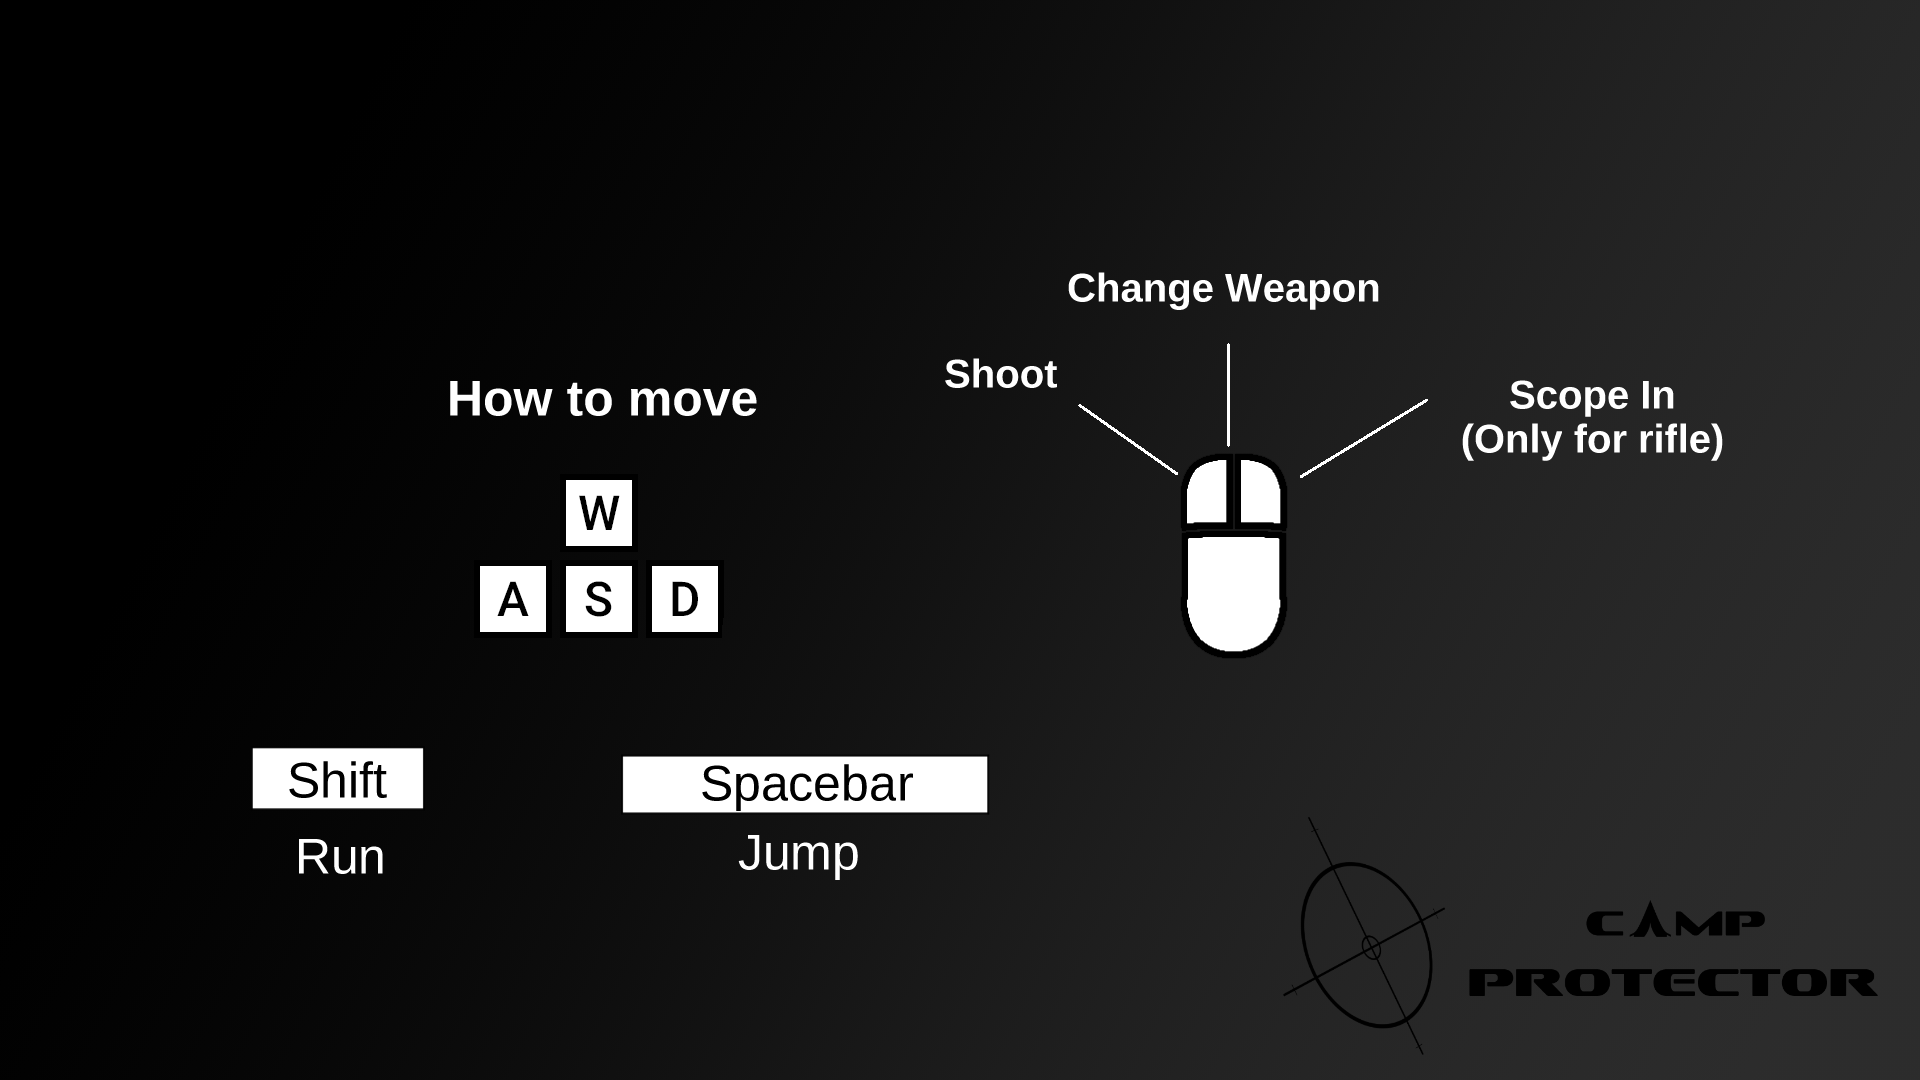 Change Weapon
Shoot
Scope In
(Only for rifle)
How to move
W
A S D
Shift
Spacebar
Run
Jump
CAMP
PROTECTOR